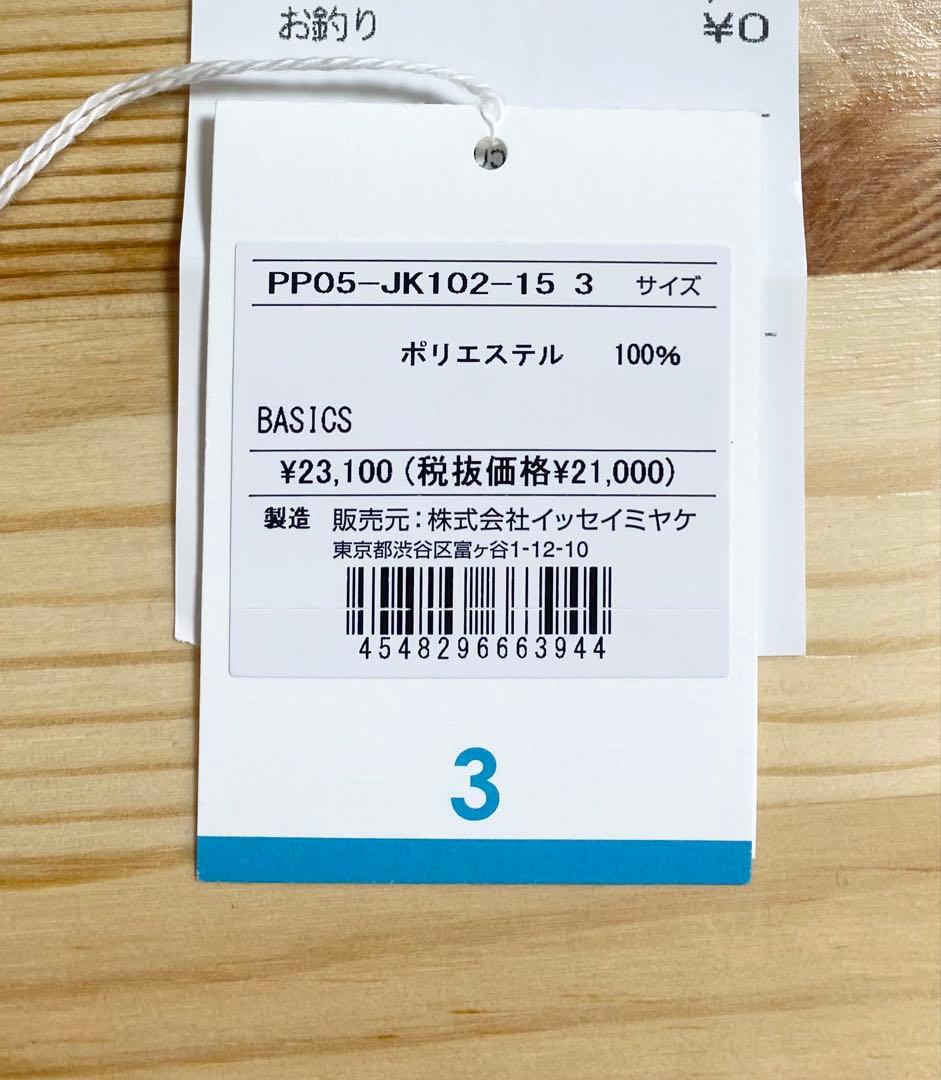 お釣り ¥0
PP05-JK102-15 3 サイズ
ポリエステル 100%
BASICS
¥23,100(税抜価格¥21,000)
製造 販売元:株式会社イッセイミヤケ
東京都渋谷区富ヶ谷1-12-10
4548296663944
3